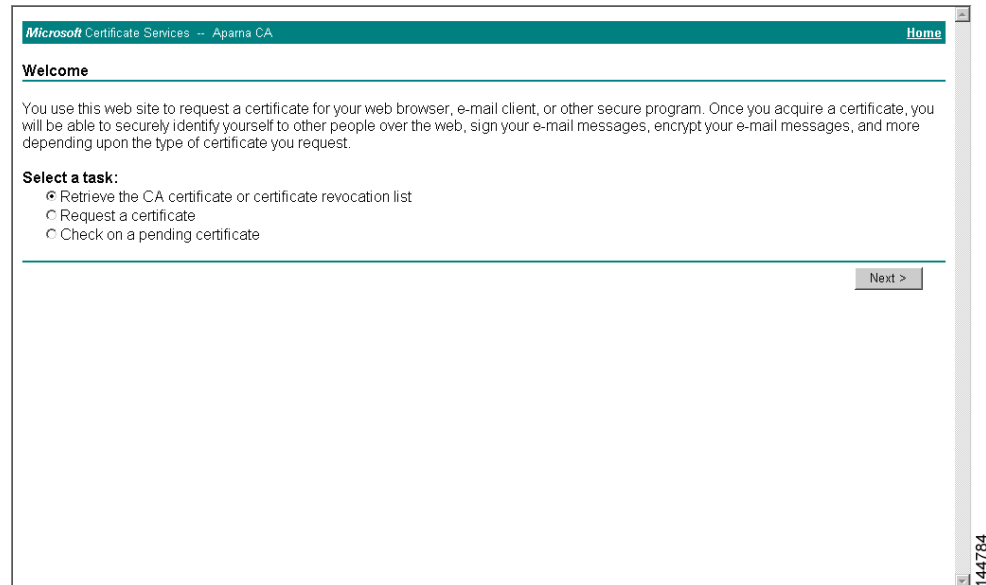 Microsoft Certificate Services -- Aparna CA Home
Welcome
You use this web site to request a certificate for your web browser, e-mail client, or other secure program. Once you acquire a certificate, you
will be able to securely identify yourself to other people over the web, sign your e-mail messages, encrypt your e-mail messages, and more
depending upon the type of certificate you request.
Select a task:
Retrieve the CA certificate or certificate revocation list
Request a certificate
Check on a pending certificate
Next >
144784